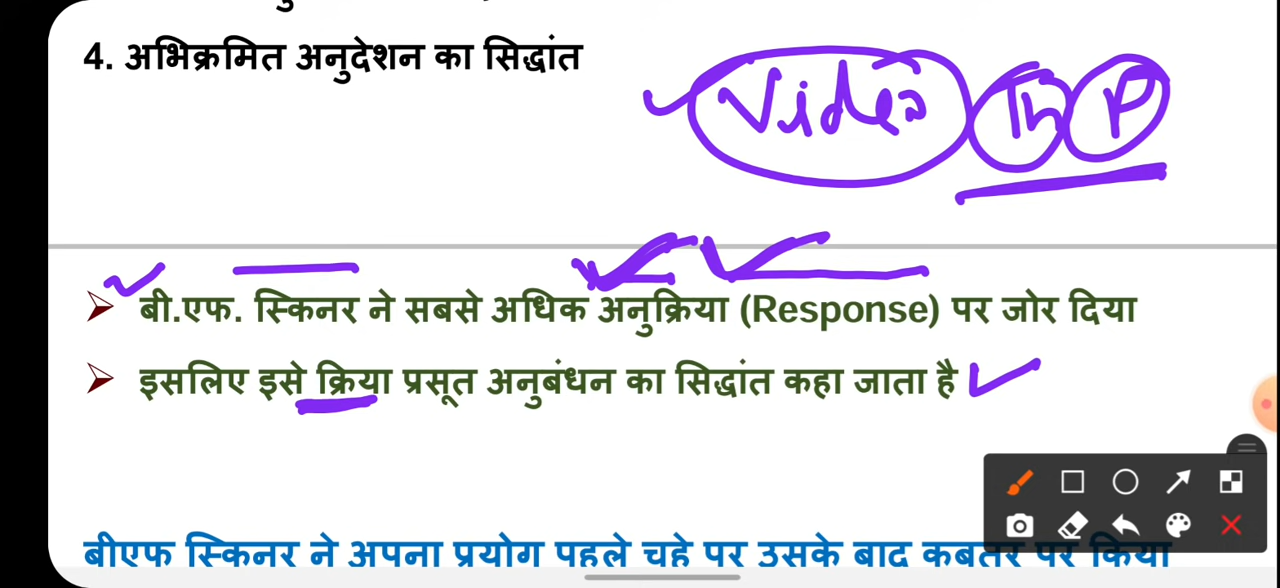 4. अभिक्रमित अनुदेशन का सिद्धांत
Video Th P
बी.एफ. स्किनर ने सबसे अधिक अनुक्रिया (Response) पर जोर दिया
इसलिए इसे क्रिया प्रसूत अनुबंधन का सिद्धांत कहा जाता है
बीएफ स्किनर ने अपना प्रयोग पहले चूहे पर उसके बाद कबूतर पर किया